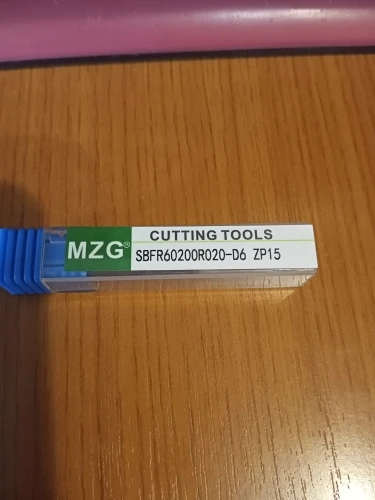 MZG®
CUTTING TOOLS
SBFR60200R020-D6 ZP15